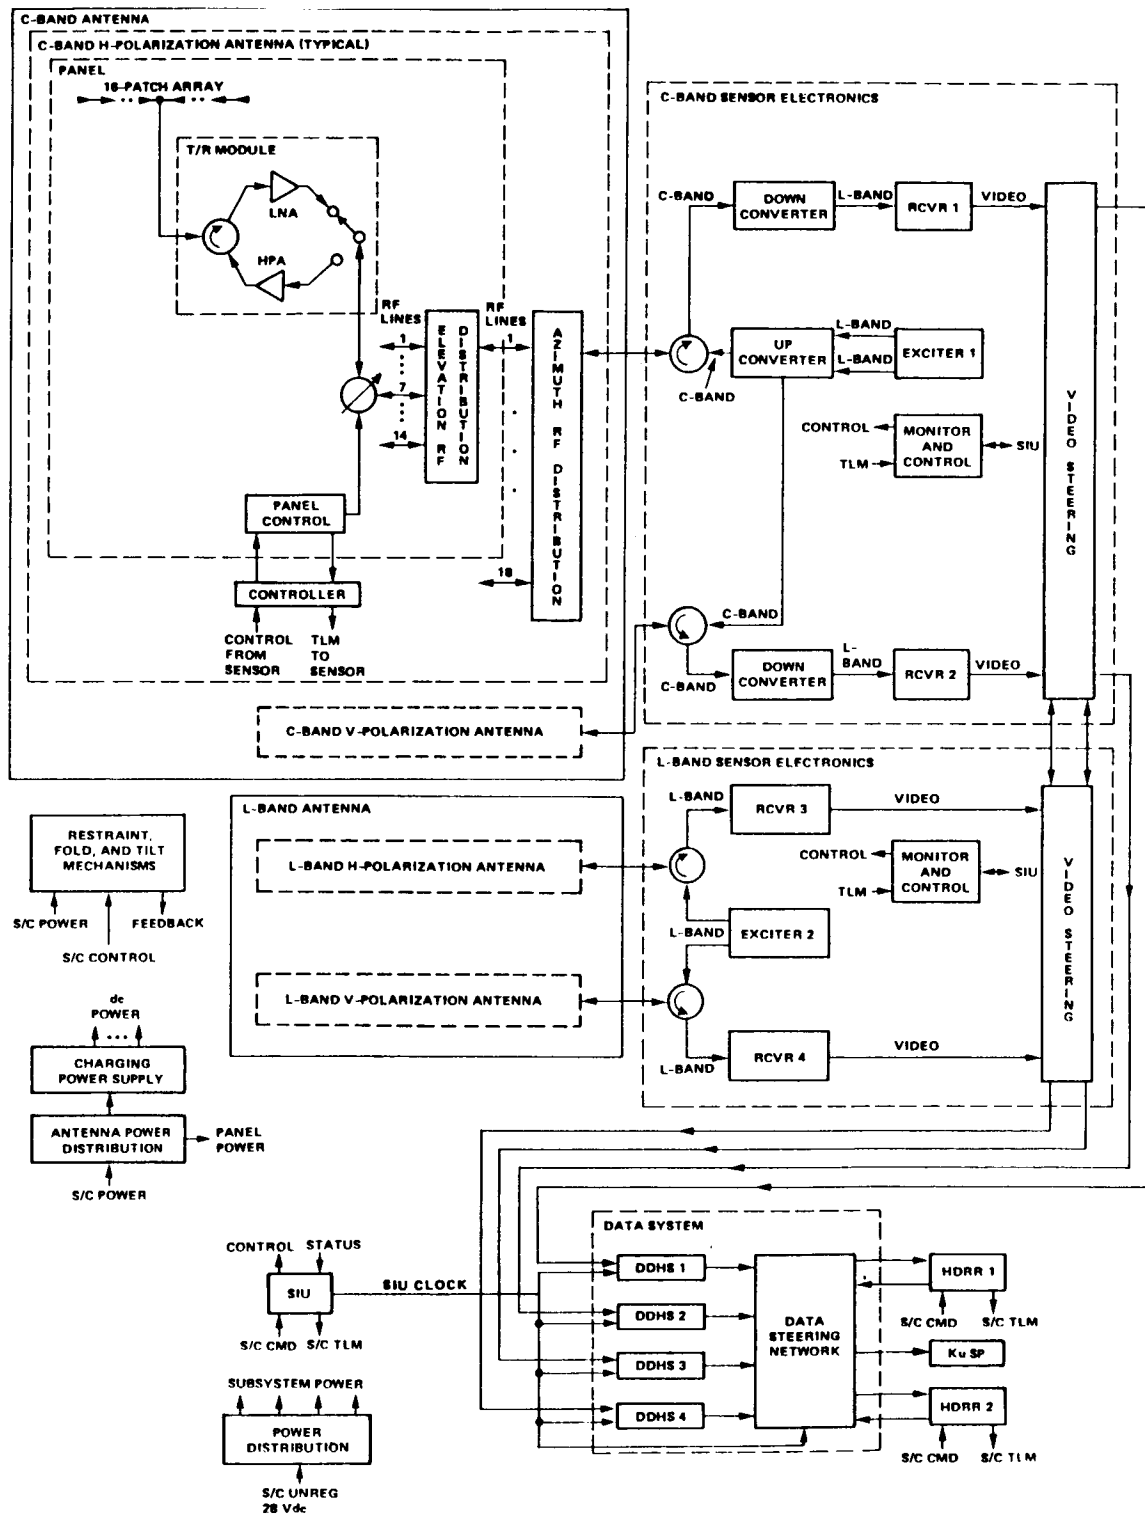 C-BAND ANTENNA
C-BAND H-POLARIZATION ANTENNA (TYPICAL)
PANEL
16-PATCH ARRAY
T/R MODULE
LNA
HPA
RF
LINES
1
7
14
ELEVATION RF
DISTRIBUTION
RF
LINES
1
18
AZIMUTH RF DISTRIBUTION
PANEL
CONTROL
CONTROLLER
CONTROL
FROM
SENSOR
TLM
TO
SENSOR
C-BAND V-POLARIZATION ANTENNA
C-BAND SENSOR ELECTRONICS
C-BAND
DOWN
CONVERTER
L-BAND
RCVR 1
VIDEO
UP
CONVERTER
L-BAND
L-BAND
EXCITER 1
C-BAND
CONTROL
TLM
MONITOR
AND
CONTROL
SIU
VIDEO STEERING
C-BAND
C-BAND
DOWN
CONVERTER
L-
BAND
RCVR 2
VIDEO
L-BAND SENSOR ELECTRONICS
L-BAND
RCVR 3
VIDEO
CONTROL
TLM
MONITOR
AND
CONTROL
SIU
L-BAND
EXCITER 2
L-BAND
RCVR 4
VIDEO
VIDEO STEERING
L-BAND ANTENNA
L-BAND H-POLARIZATION ANTENNA
L-BAND V-POLARIZATION ANTENNA
RESTRAINT,
FOLD, AND TILT
MECHANISMS
S/C POWER
FEEDBACK
S/C CONTROL
dc
POWER
CHARGING
POWER SUPPLY
ANTENNA POWER
DISTRIBUTION
PANEL
POWER
S/C POWER
CONTROL
STATUS
SIU
SIU CLOCK
S/C CMD
S/C TLM
SUBSYSTEM POWER
POWER
DISTRIBUTION
S/C UNREG
28 Vdc
DATA SYSTEM
DDHS 1
DDHS 2
DDHS 3
DDHS 4
DATA
STEERING
NETWORK
HDRR 1
S/C CMD
S/C TLM
Ku SP
HDRR 2
S/C CMD
S/C TLM